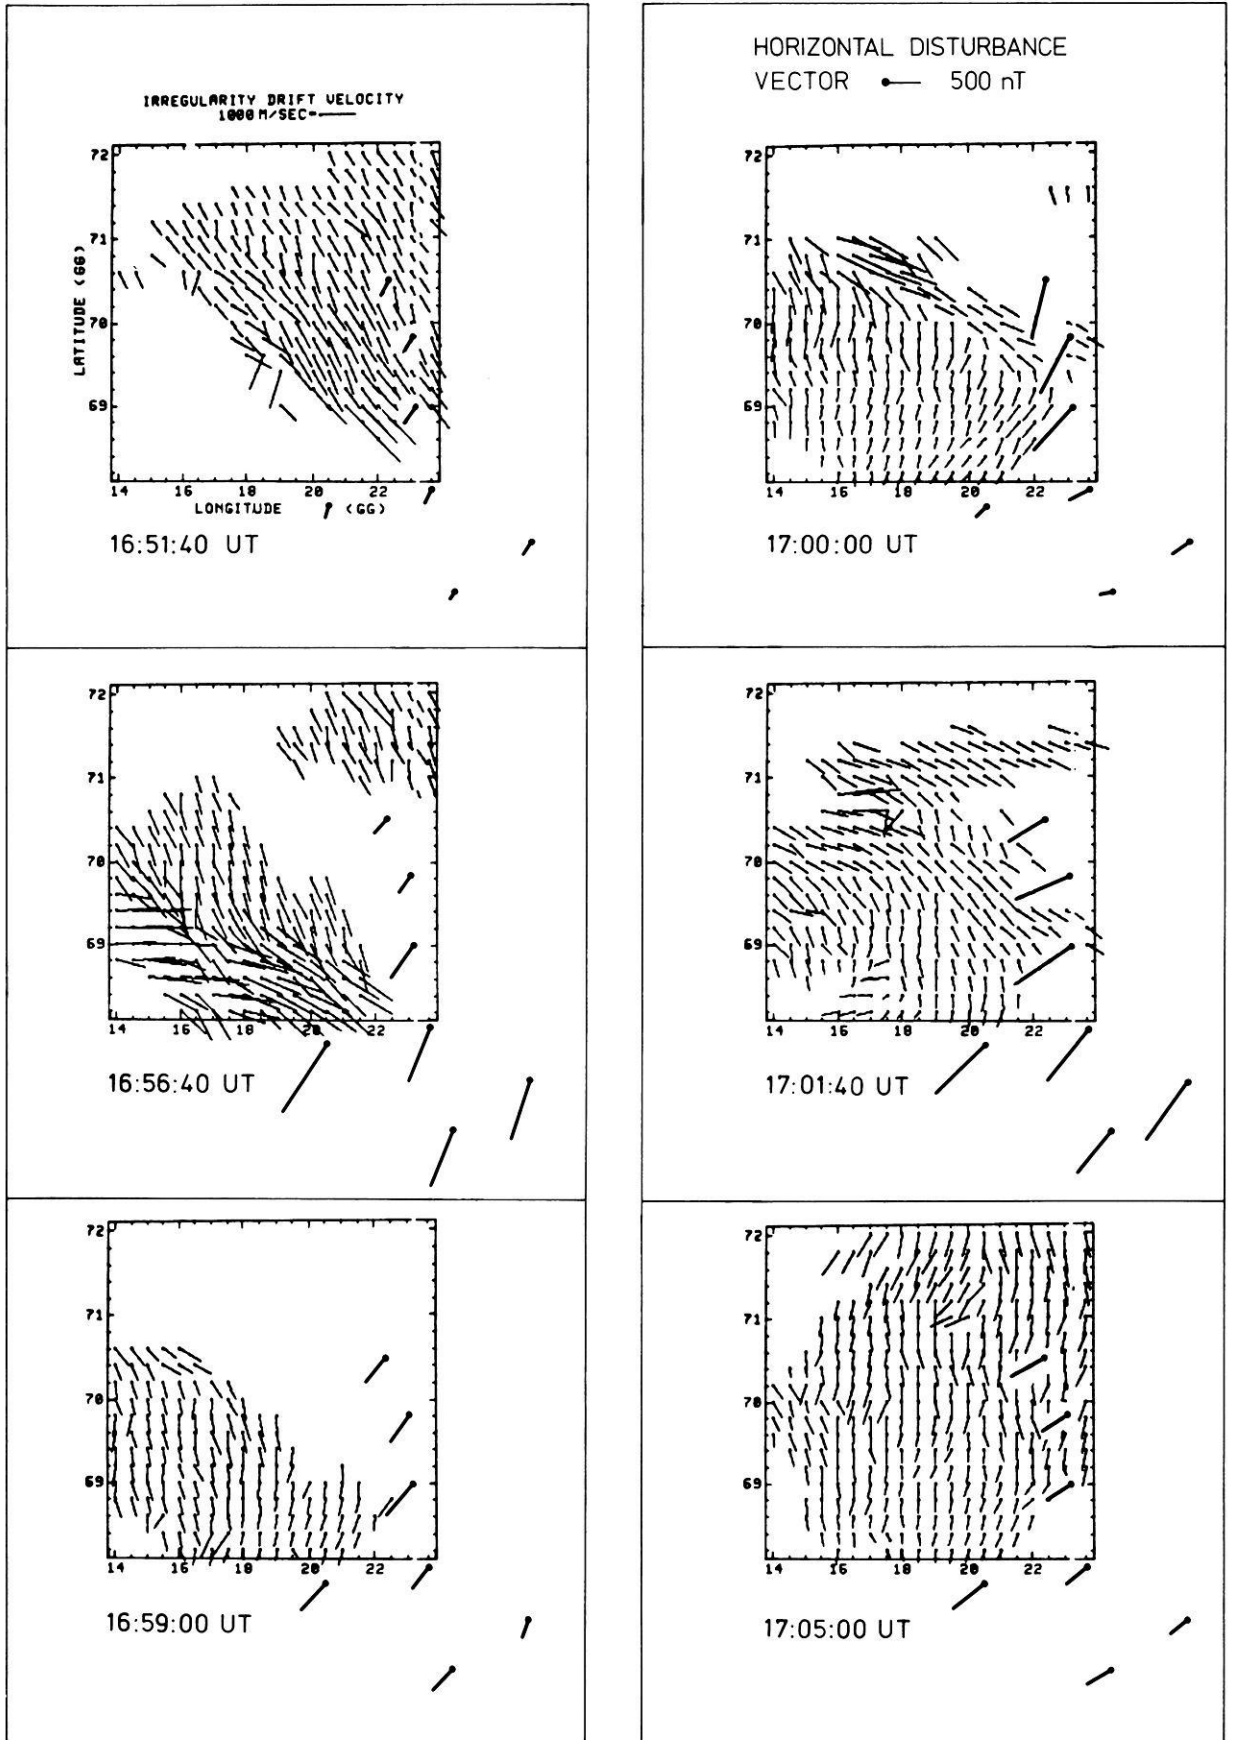 IRREGULARITY DRIFT VELOCITY
1000 M/SEC=
72
71
70
69
LATITUDE (GG)
14 16 18 20 22
LONGITUDE (GG)
16:51:40 UT
HORIZONTAL DISTURBANCE
VECTOR 500 nT
72
71
70
69
14 16 18 20 22
17:00:00 UT
72
71
70
69
14 16 18 20 22
16:56:40 UT
72
71
70
69
14 16 18 20 22
17:01:40 UT
72
71
70
69
14 16 18 20 22
16:59:00 UT
72
71
70
69
14 16 18 20 22
17:05:00 UT